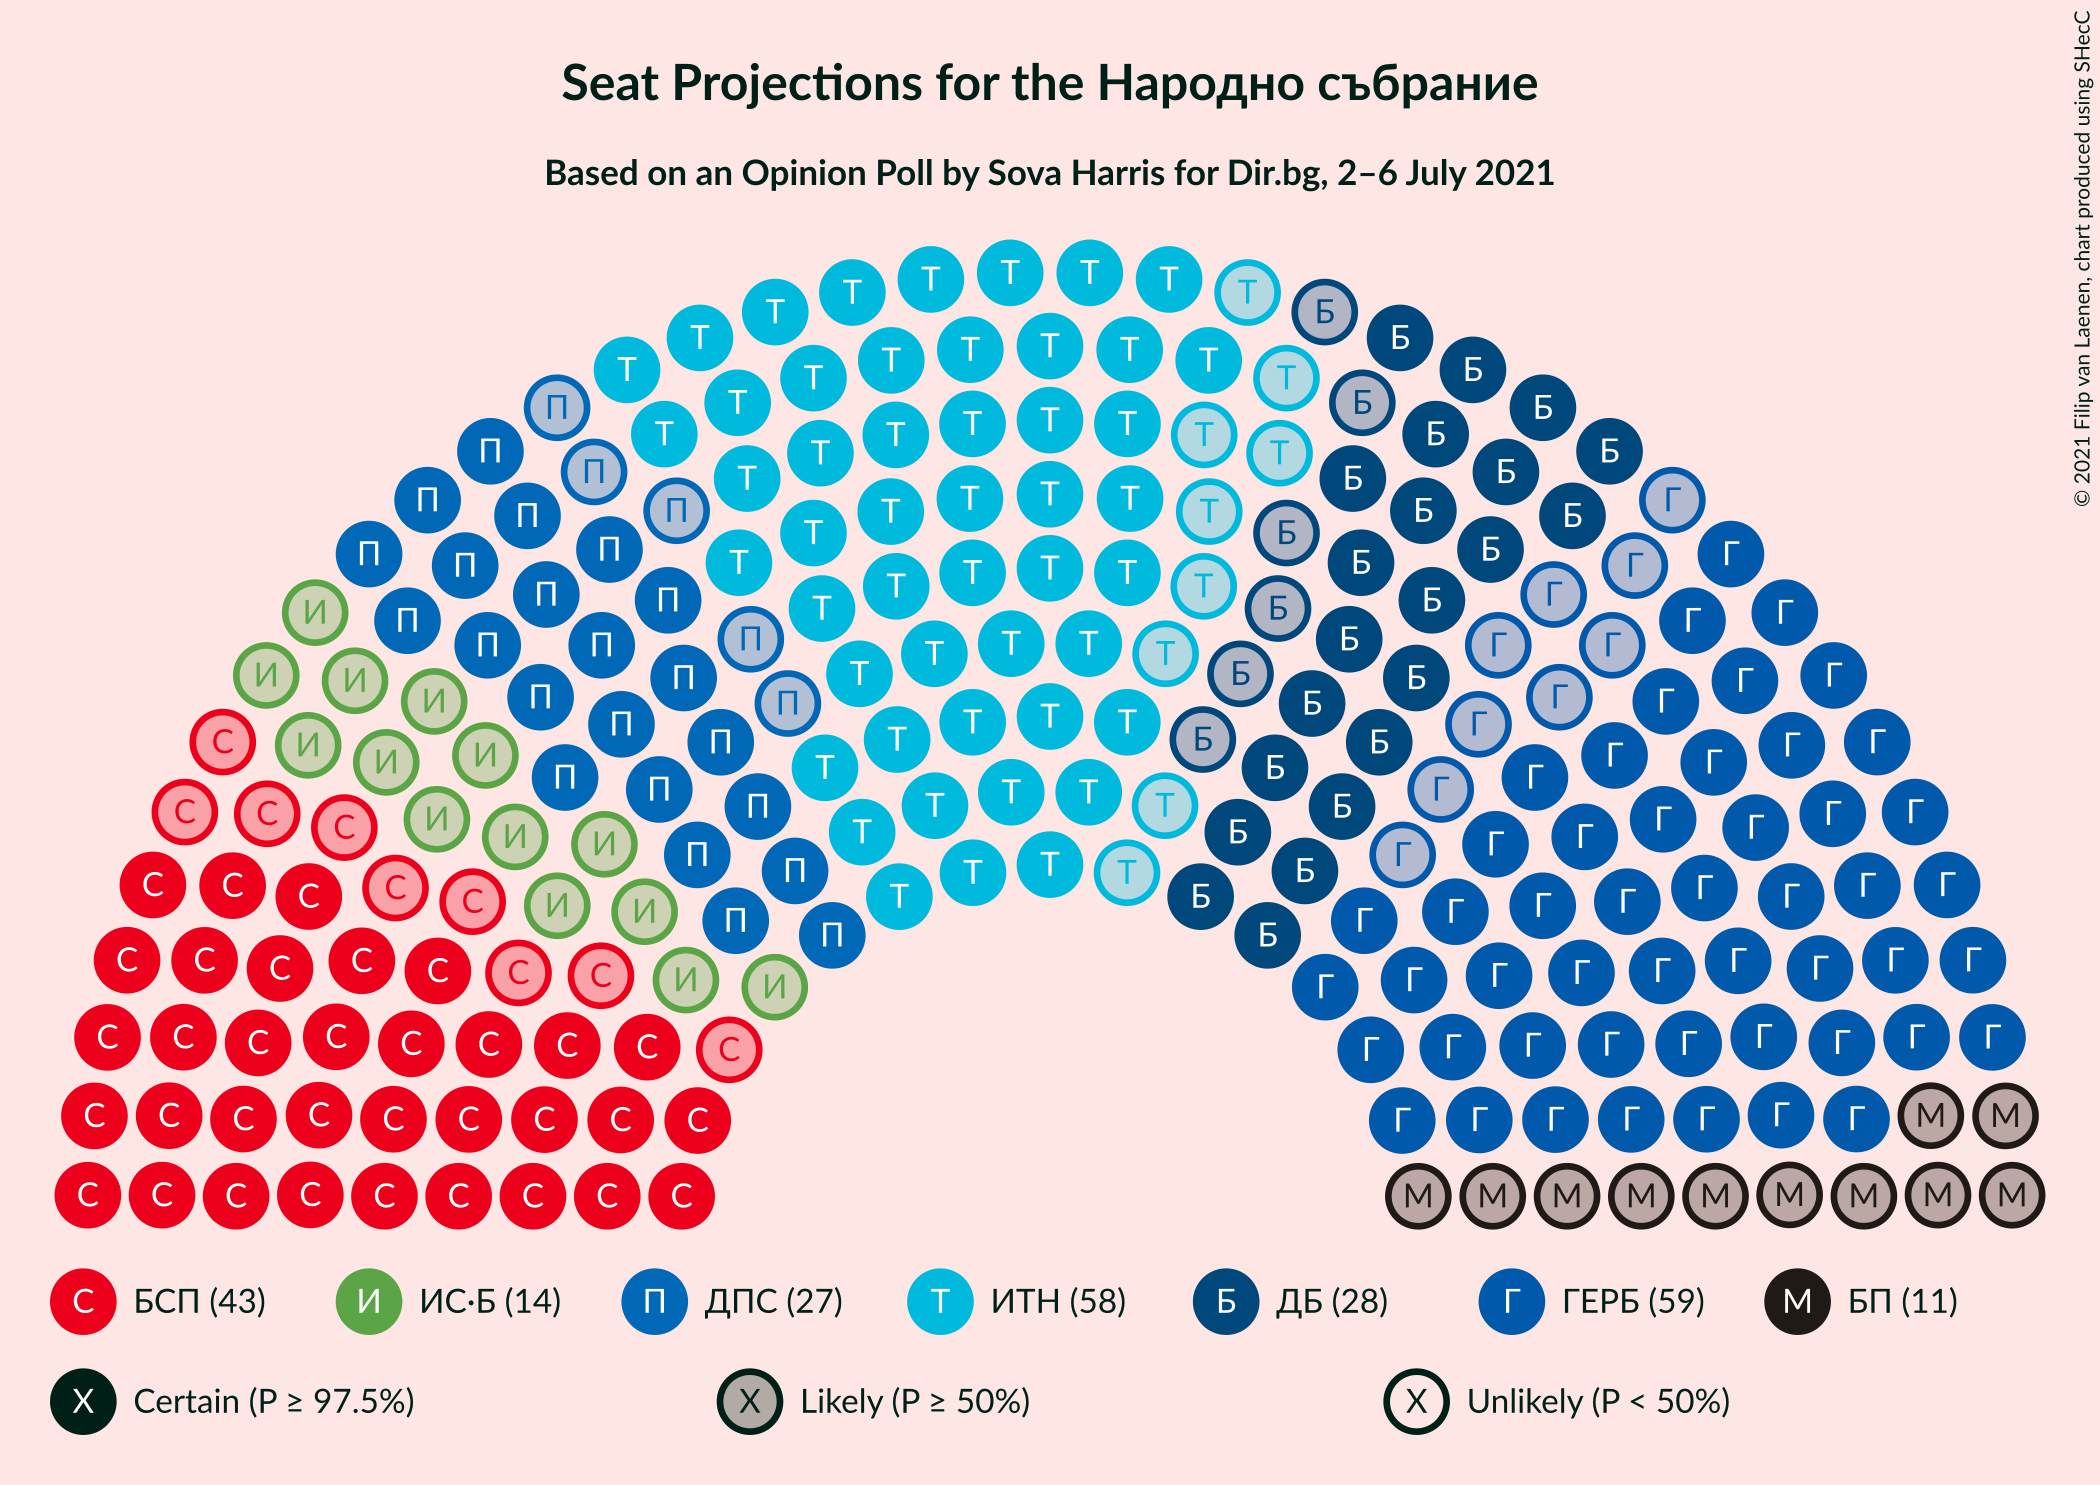 Seat Projections for the Народно събрание
Based on an Opinion Poll by Sova Harris for Dir.bg, 2–6 July 2021
© 2021 Filip van Laenen, chart produced using SHecC
С БСП (43) И ИС·Б (14) П ДПС (27) Т ИТН (58) Б ДБ (28) Г ГЕРБ (59) М БП (11)
X Certain (P ≥ 97.5%) X Likely (P ≥ 50%) X Unlikely (P < 50%)